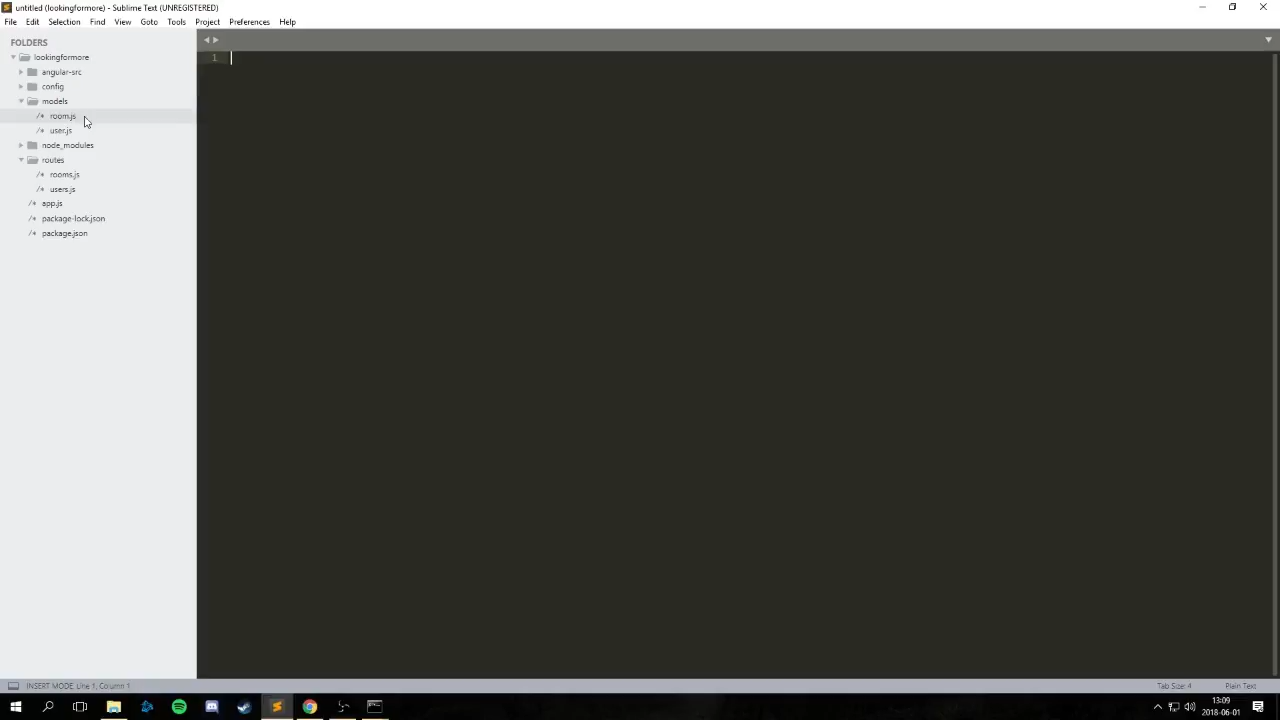 untitled (lookingformore) - Sublime Text (UNREGISTERED)
File Edit Selection Find View Goto Tools Project Preferences Help
FOLDERS
lookingformore
1
angular-src
config
models
/* room.js
/* user.js
node_modules
routes
/* rooms.js
/* users.js
/* app.js
/* package-lock.json
/* package.json
INSERT MODE, Line 1, Column 1
Tab Size: 4
Plain Text
13:09
2018-06-01